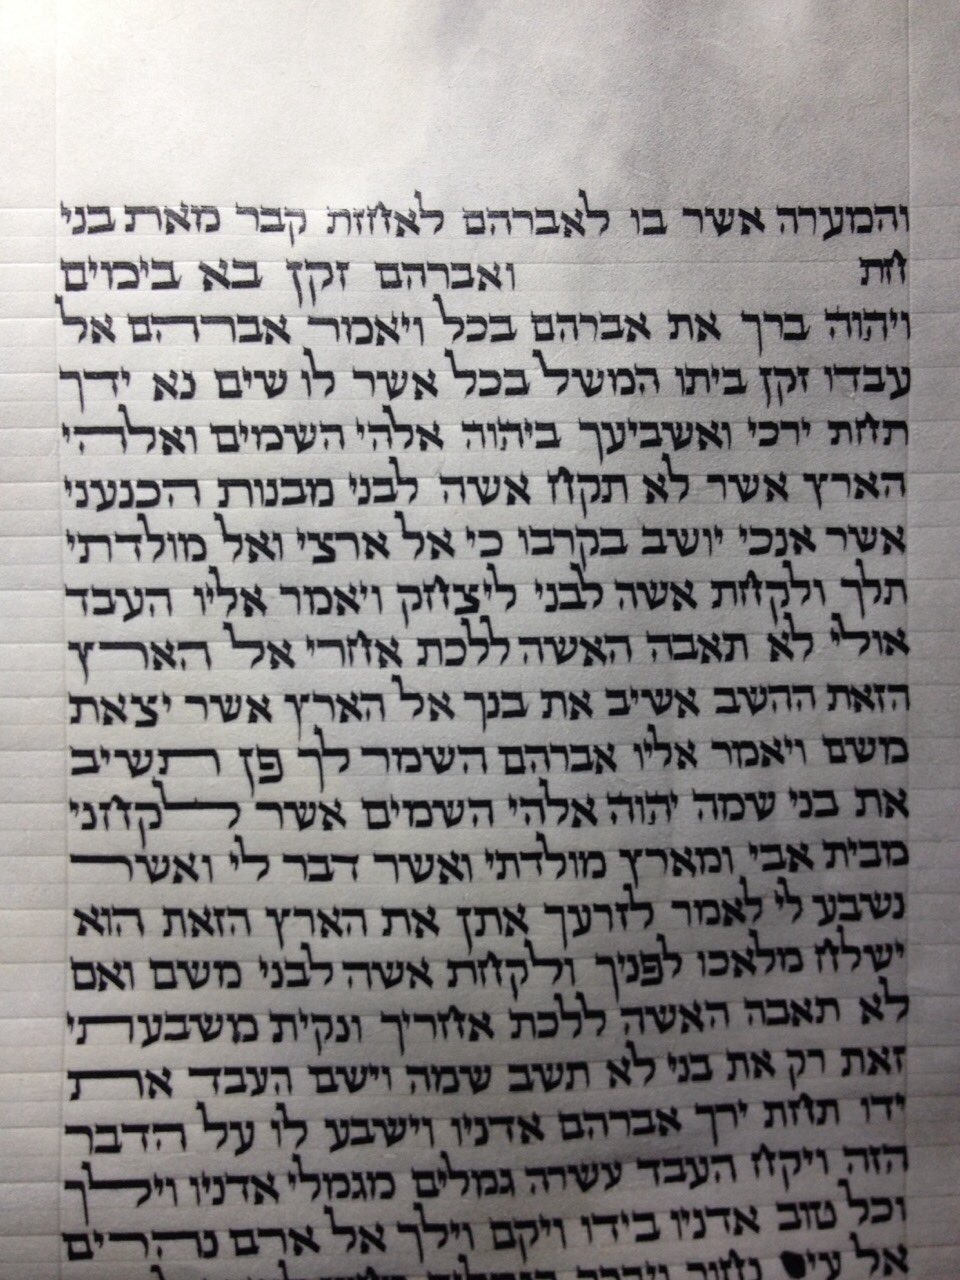 והמערה אשר בו לאברהם לאחזת קבר מאת בני
חת ואברהם זקן בא בימים
ויהוה ברך את אברהם בכל ויאמר אברהם אל
עבדו זקן ביתו המשל בכל אשר לו שים נא ידך
תחת ירכי ואשביעך ביהוה אלהי השמים ואלהי
הארץ אשר לא תקח אשה לבני מבנות הכנעני
אשר אנכי יושב בקרבו כי אל ארצי ואל מולדתי
תלך ולקחת אשה לבני ליצחק ויאמר אליו העבד
אולי לא תאבה האשה ללכת אחרי אל הארץ
הזאת ההשב אשיב את בנך אל הארץ אשר יצאת
משם ויאמר אליו אברהם השמר לך פן תשיב
את בני שמה יהוה אלהי השמים אשר לקחני
מבית אבי ומארץ מולדתי ואשר דבר לי ואשר
נשבע לי לאמר לזרעך אתן את הארץ הזאת הוא
ישלח מלאכו לפניך ולקחת אשה לבני משם ואם
לא תאבה האשה ללכת אחריך ונקית משבעתי
זאת רק את בני לא תשב שמה וישם העבד את
ידו תחת ירך אברהם אדניו וישבע לו על הדבר
הזה ויקח העבד עשרה גמלים מגמלי אדניו וילך
וכל טוב אדניו בידו ויקם וילך אל ארם נהרים
אל עיר נחור ויברך הגמלים